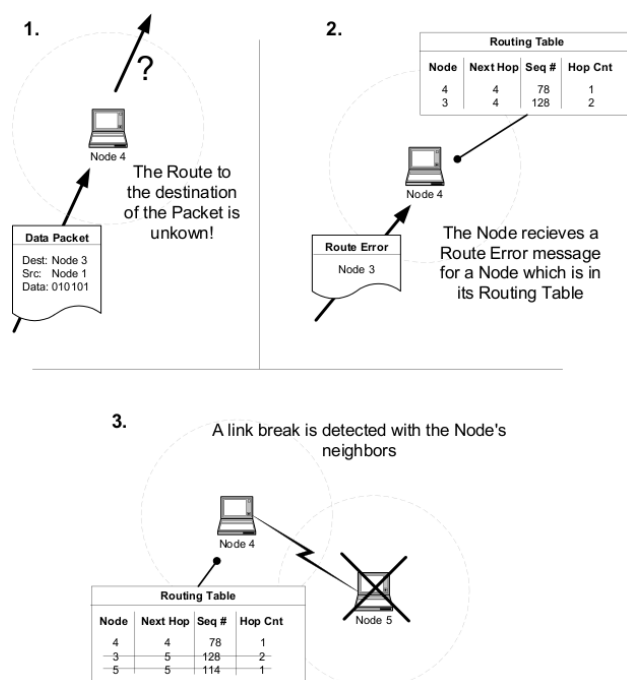 1.
?
Node 4
The Route to
the destination
of the Packet is
unkown!
Data Packet
Dest: Node 3
Src: Node 1
Data: 010101
2.
Routing Table
Node Next Hop Seq # Hop Cnt
4 4 78 1
3 4 128 2
Node 4
Route Error
Node 3
The Node recieves a
Route Error message
for a Node which is in
its Routing Table
3.
A link break is detected with the Node's
neighbors
Node 4
Node 5
Routing Table
Node Next Hop Seq # Hop Cnt
4 4 78 1
3 5 128 2
5 5 114 1